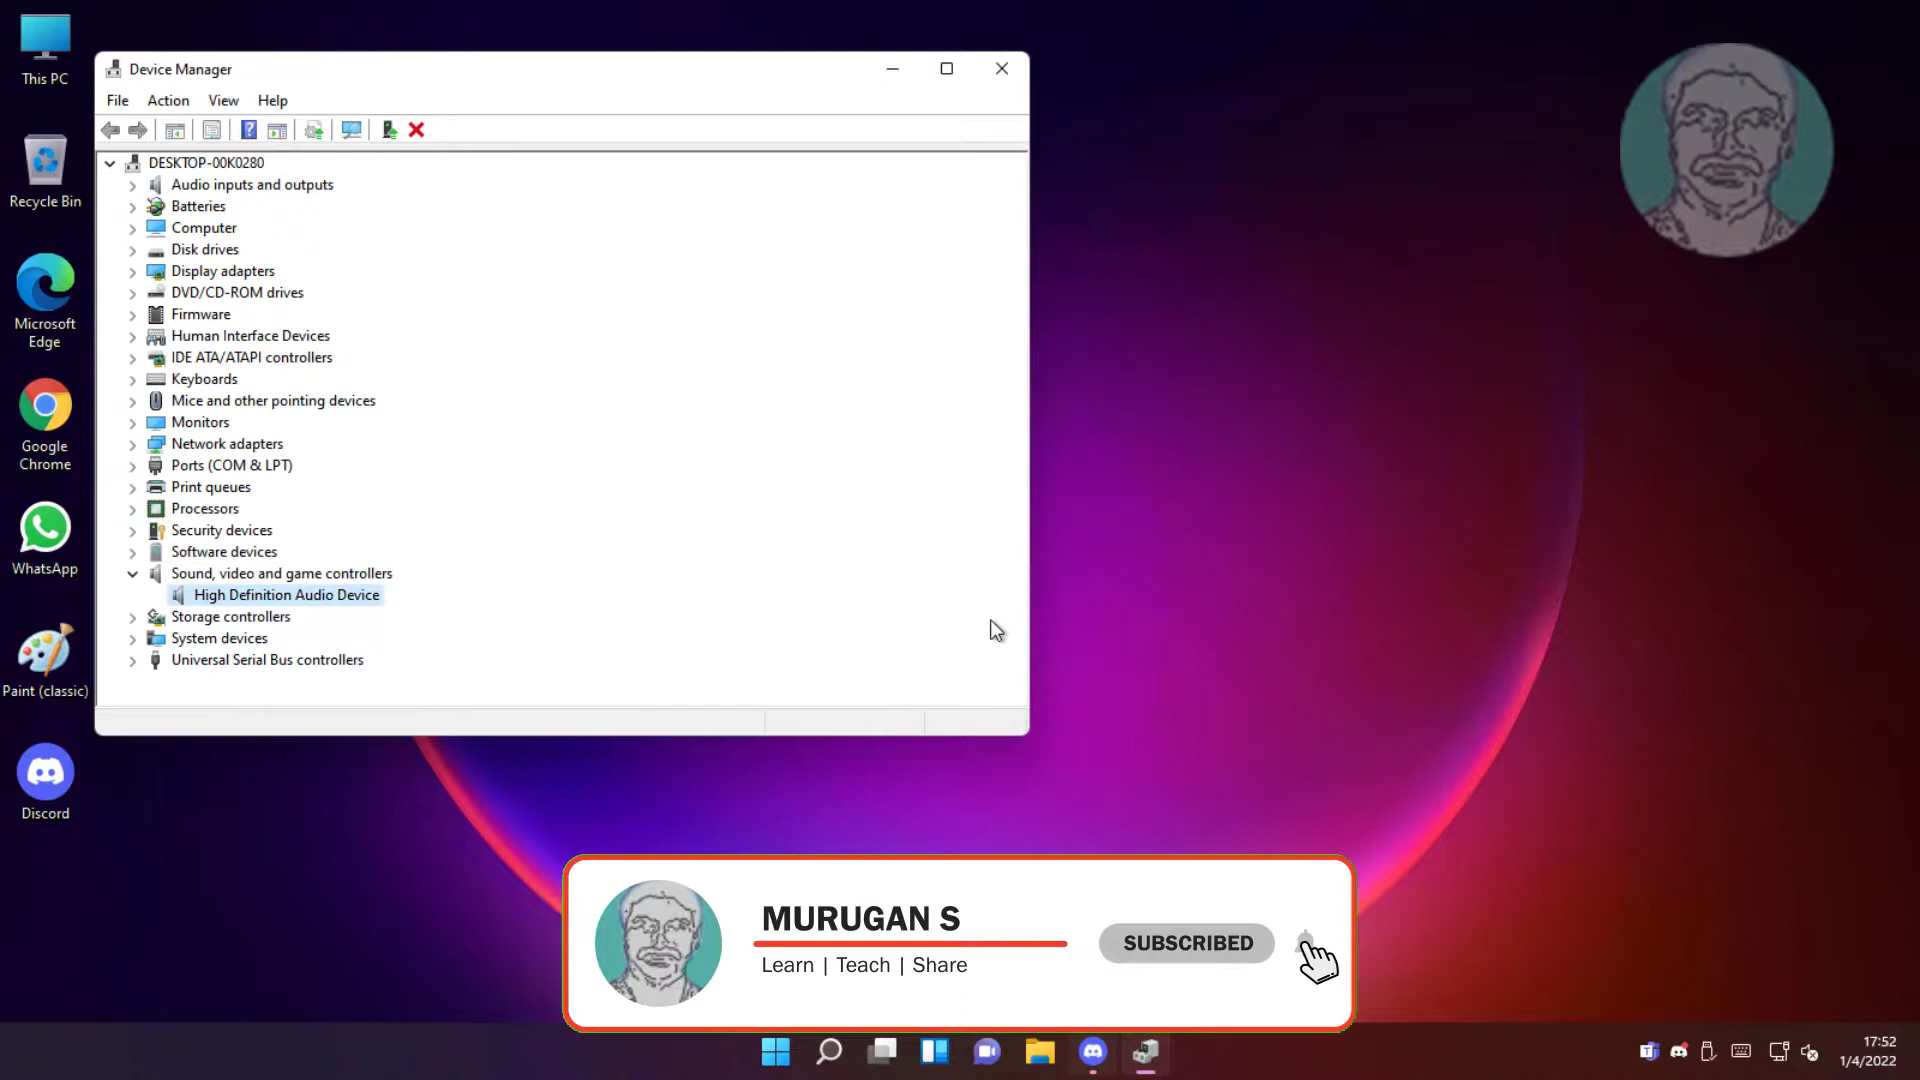 This PC
Recycle Bin
Microsoft
Edge
Google
Chrome
WhatsApp
Paint (classic)
Discord
Device Manager
File Action View Help
DESKTOP-00K0280
Audio inputs and outputs
Batteries
Computer
Disk drives
Display adapters
DVD/CD-ROM drives
Firmware
Human Interface Devices
IDE ATA/ATAPI controllers
Keyboards
Mice and other pointing devices
Monitors
Network adapters
Ports (COM & LPT)
Print queues
Processors
Security devices
Software devices
Sound, video and game controllers
High Definition Audio Device
Storage controllers
System devices
Universal Serial Bus controllers
MURUGAN S
Learn | Teach | Share
SUBSCRIBED
17:52
1/4/2022